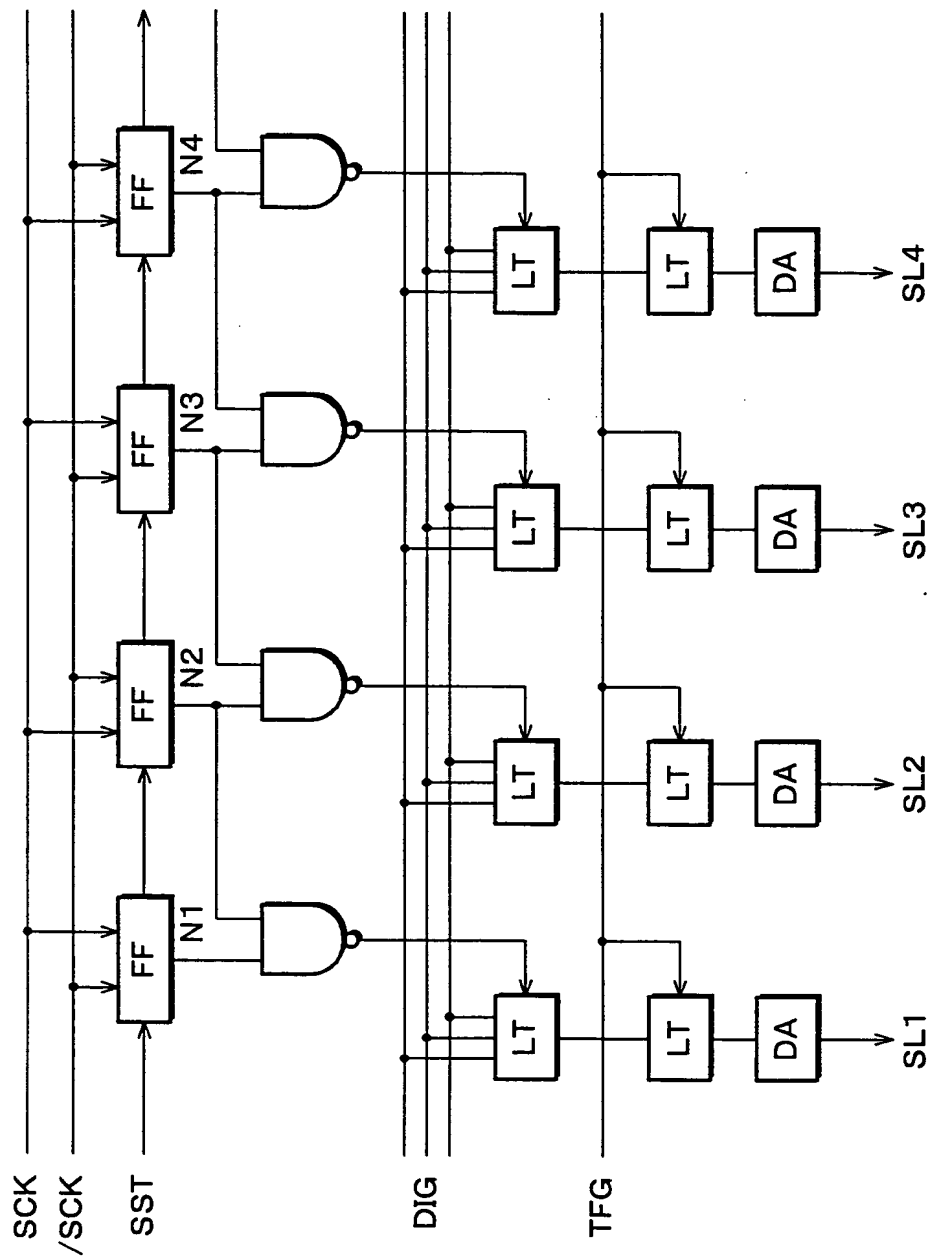 SCK
/SCK
SST
FF
FF
FF
FF
N1
N2
N3
N4
DIG
LT
LT
LT
LT
TFG
LT
LT
LT
LT
DA
DA
DA
DA
SL1
SL2
SL3
SL4